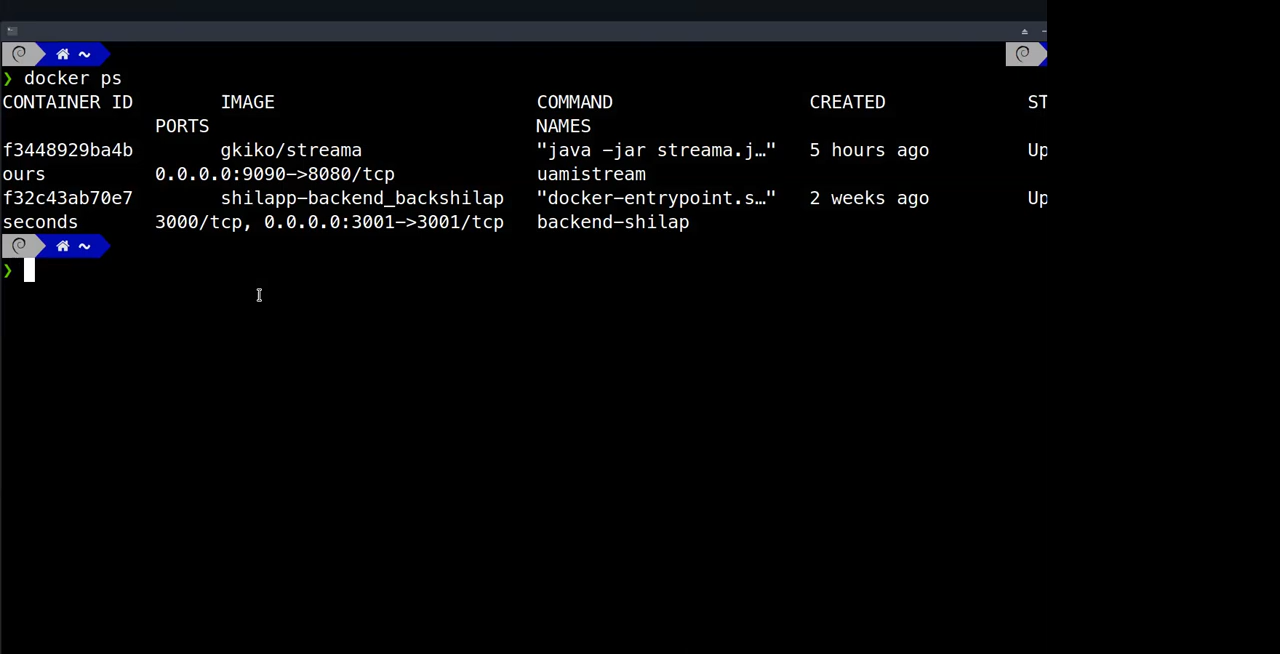 ~
❯ docker ps
CONTAINER ID IMAGE COMMAND CREATED ST
PORTS NAMES
f3448929ba4b gkiko/streama "java -jar streama.j…" 5 hours ago Up
ours 0.0.0.0:9090->8080/tcp uamistream
f32c43ab70e7 shilapp-backend_backshilap "docker-entrypoint.s…" 2 weeks ago Up
seconds 3000/tcp, 0.0.0.0:3001->3001/tcp backend-shilap
~
❯